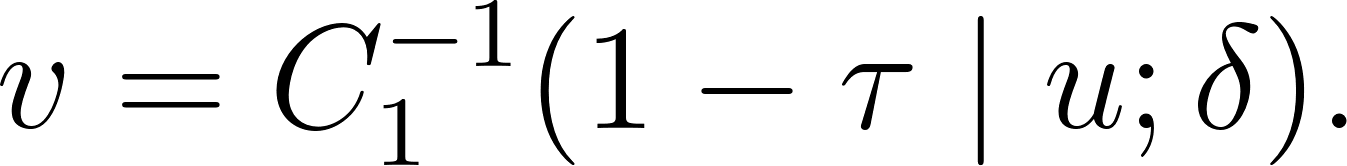 v = C_1^{-1}(1 − τ | u; δ).